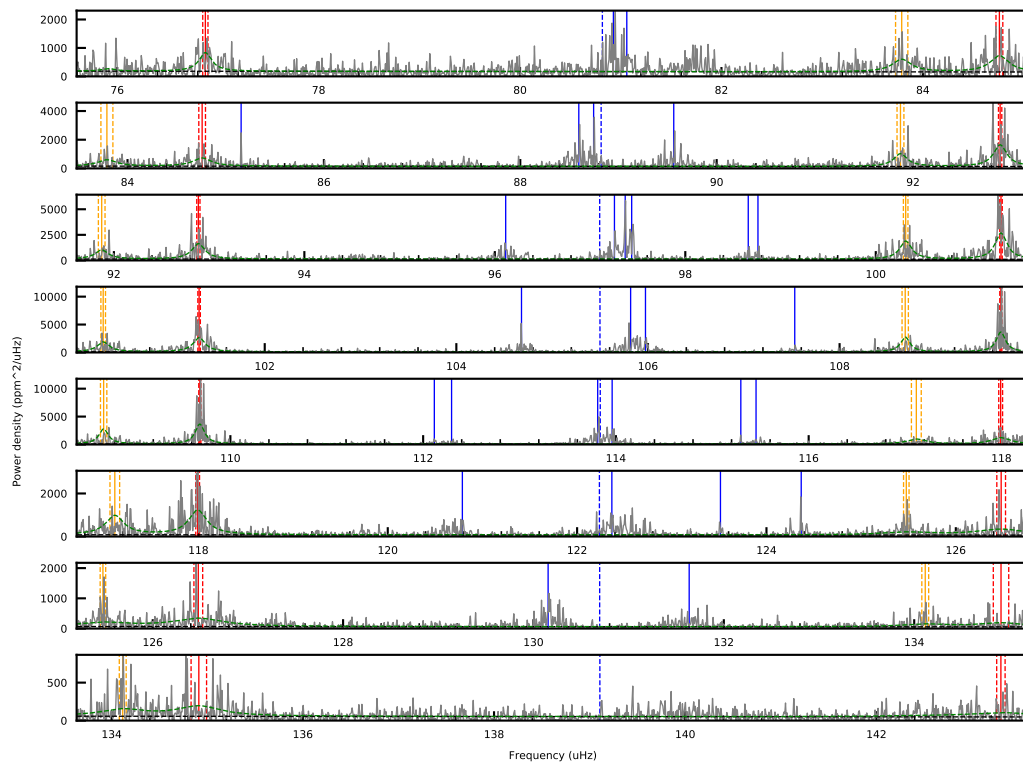 2000
1000
0
76 78 80 82 84
4000
2000
0
84 86 88 90 92
5000
2500
0
92 94 96 98 100
10000
5000
0
102 104 106 108
10000
5000
0
110 112 114 116 118
Power density (ppm^2/uHz)
2000
0
118 120 122 124 126
2000
1000
0
126 128 130 132 134
500
0
134 136 138 140 142
Frequency (uHz)